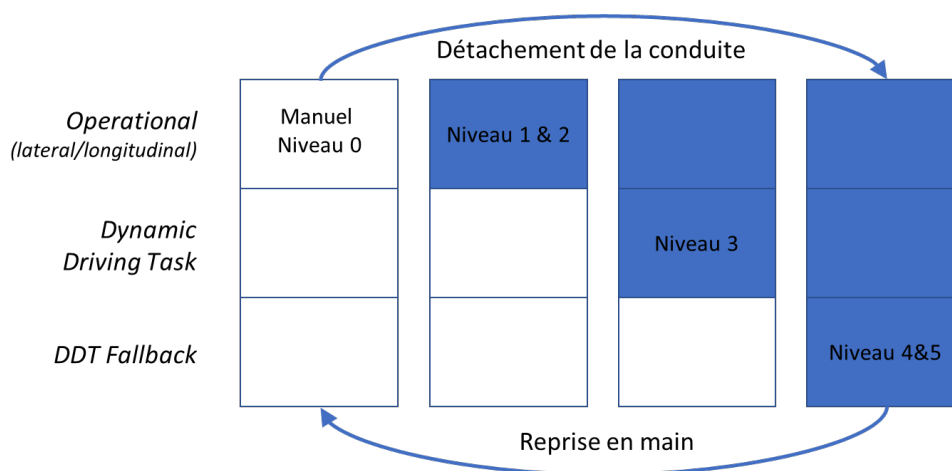 Détachement de la conduite
Operational
(lateral/longitudinal)
Manuel
Niveau 0
Niveau 1 & 2
Dynamic
Driving Task
Niveau 3
DDT Fallback
Niveau 4&5
Reprise en main